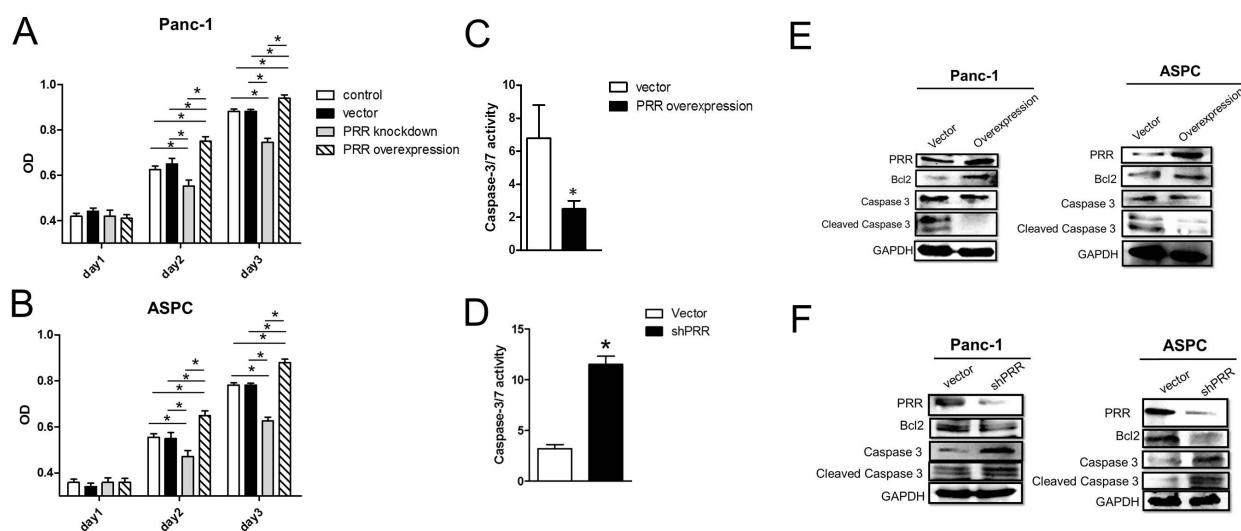 A
Panc-1
* * * * *
* * * * *
OD
1.0
0.8
0.6
0.4
day1
day2
day3
control
vector
PRR knockdown
PRR overexpression
B
ASPC
* * * * *
* * * * *
OD
1.0
0.8
0.6
0.4
day1
day2
day3
C
vector
PRR overexpression
Caspase-3/7 activity
10
8
6
4
2
0
*
D
Vector
shPRR
Caspase-3/7 activity
15
10
5
0
*
E
Panc-1
Vector
Overexpression
PRR
Bcl2
Caspase 3
Cleaved Caspase 3
GAPDH
ASPC
Vector
Overexpression
PRR
Bcl2
Caspase 3
Cleaved Caspase 3
GAPDH
F
Panc-1
vector
shPRR
PRR
Bcl2
Caspase 3
Cleaved Caspase 3
GAPDH
ASPC
vector
shPRR
PRR
Bcl2
Caspase 3
Cleaved Caspase 3
GAPDH